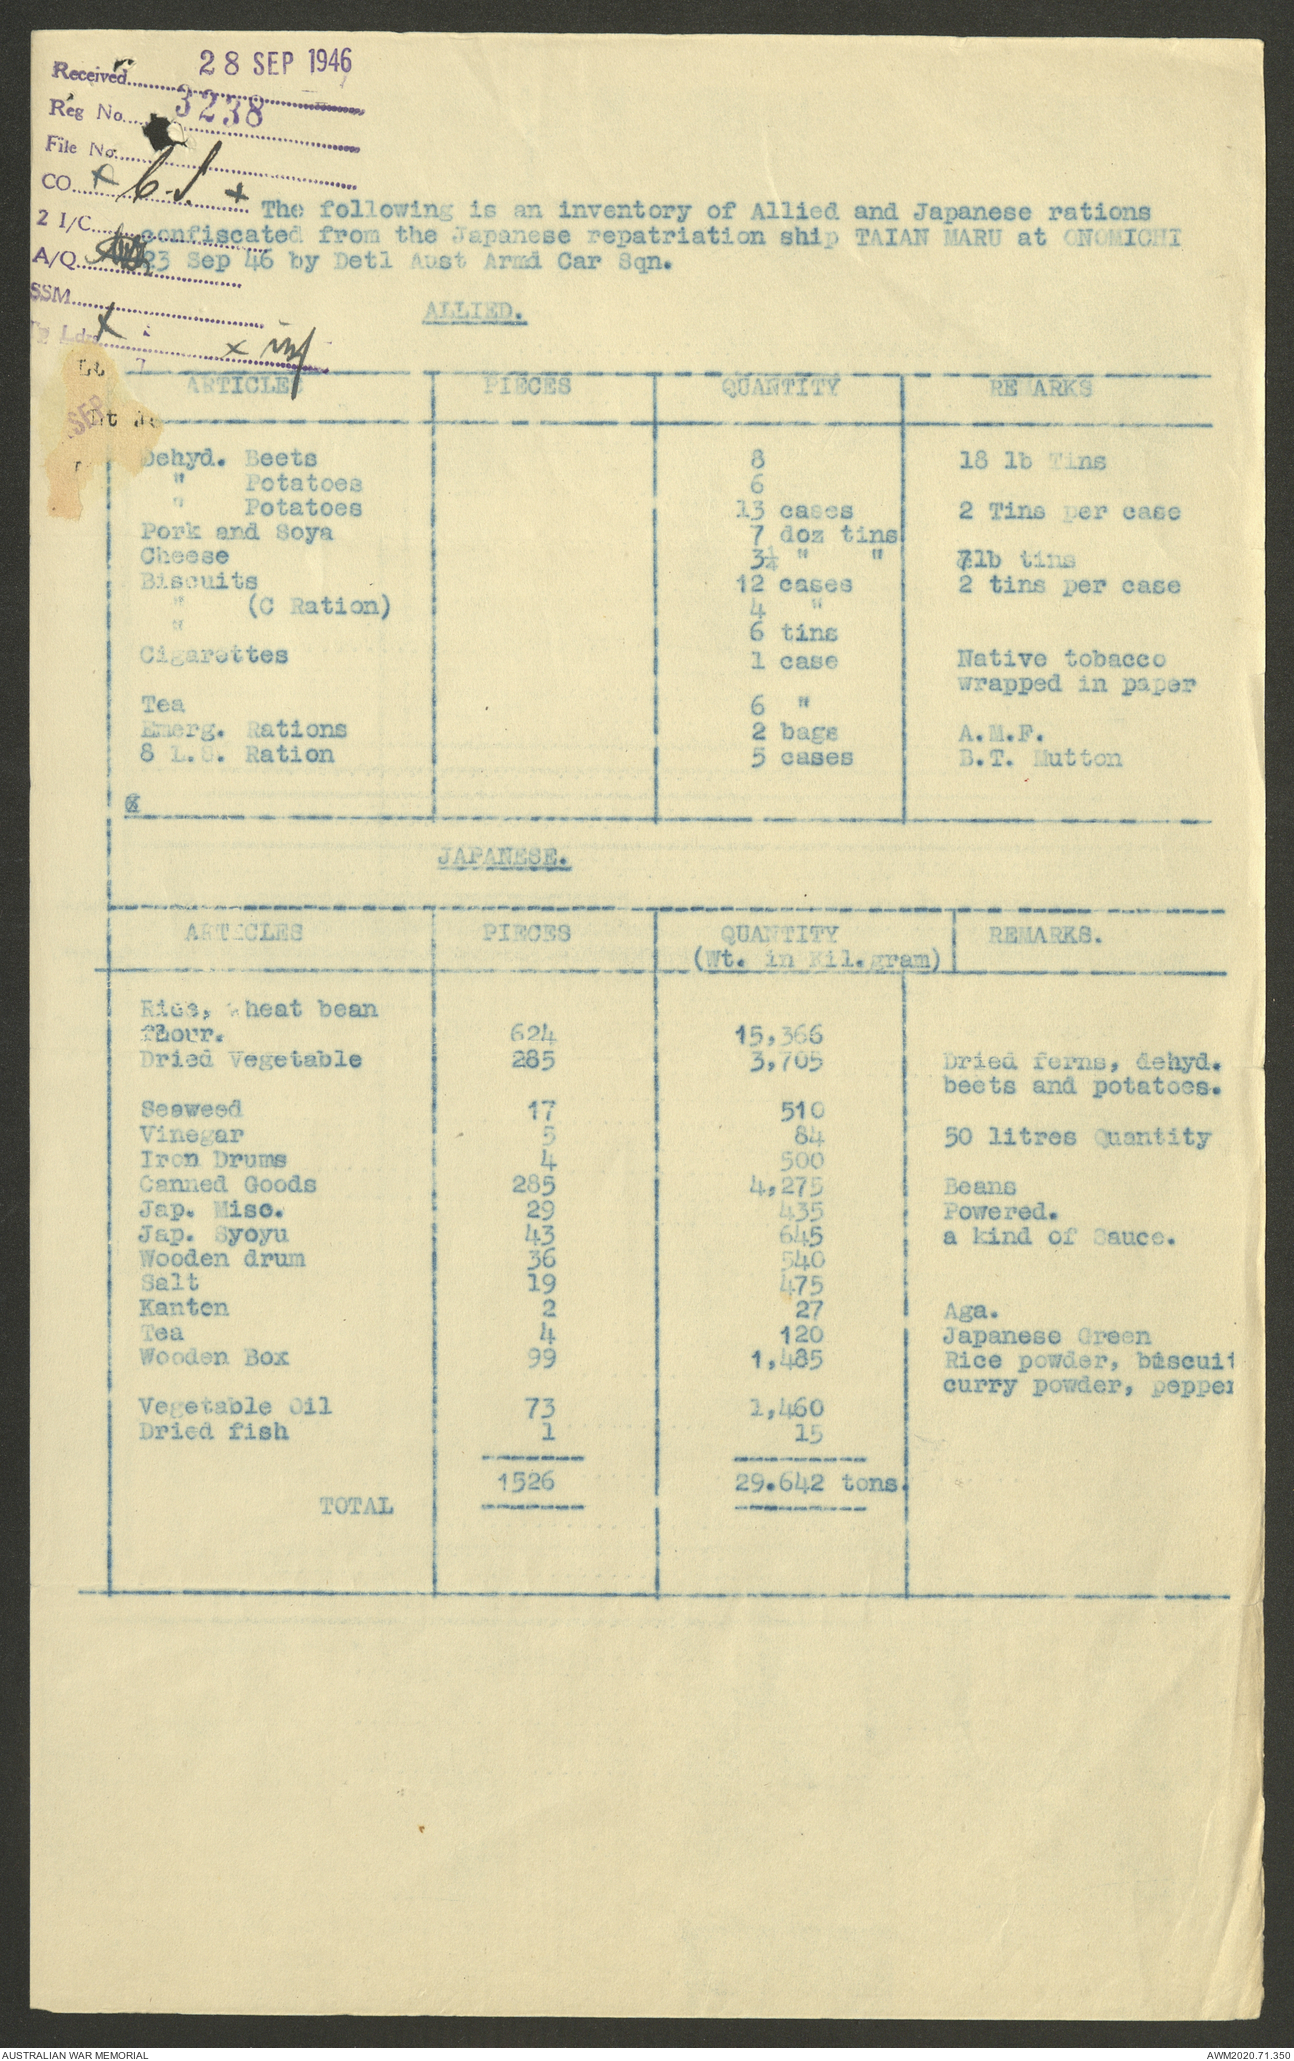 Received 28 SEP 1946
Reg No. 3238
File No.
CO
2 I/C
A/Q
SSM
The following is an inventory of Allied and Japanese rations
confiscated from the Japanese repatriation ship TAIAN MARU at ONOMICHI
23 Sep 46 by Detl Aust Armd Car Sqn.
ALLIED.
ARTICLE PIECES QUANTITY REMARKS
Dehyd. Beets 8 18 lb Tins
" Potatoes 6
" Potatoes 13 cases 2 Tins per case
Pork and Soya 7 doz tins
Cheese 3¼ " " lb tins
Biscuits 12 cases 2 tins per case
" (C Ration) 4 "
" 6 tins
Cigarettes 1 case Native tobacco
wrapped in paper
Tea 6 "
Emerg. Rations 2 bags A.M.F.
8 L.S. Ration 5 cases B.T. Mutton
JAPANESE.
ARTICLES PIECES QUANTITY REMARKS.
(Wt. in Kil.gram)
Rice, wheat bean
flour. 624 15,366
Dried Vegetable 285 3,705 Dried ferns, dehyd.
beets and potatoes.
Seaweed 17 510
Vinegar 5 84 50 litres Quantity
Iron Drums 4 500
Canned Goods 285 4,275 Beans
Jap. Miso. 29 435 Powered.
Jap. Syoyu 43 645 a kind of Sauce.
Wooden drum 36 540
Salt 19 475
Kanten 2 27 Aga.
Tea 4 120 Japanese Green
Wooden Box 99 1,485 Rice powder, biscuit
curry powder, pepper
Vegetable Oil 73 1,460
Dried fish 1 15
1526 29.642 tons.
TOTAL
AUSTRALIAN WAR MEMORIAL AWM2020.71.350